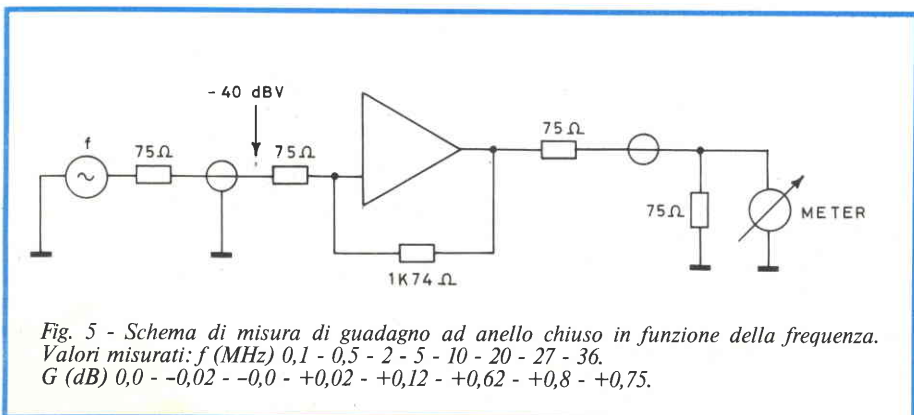 - 40 dBV
f
75Ω
75Ω
75Ω
75Ω
METER
1K74 Ω
Fig. 5 - Schema di misura di guadagno ad anello chiuso in funzione della frequenza.
Valori misurati: f (MHz) 0,1 - 0,5 - 2 - 5 - 10 - 20 - 27 - 36.
G (dB) 0,0 - -0,02 - -0,0 - +0,02 - +0,12 - +0,62 - +0,8 - +0,75.